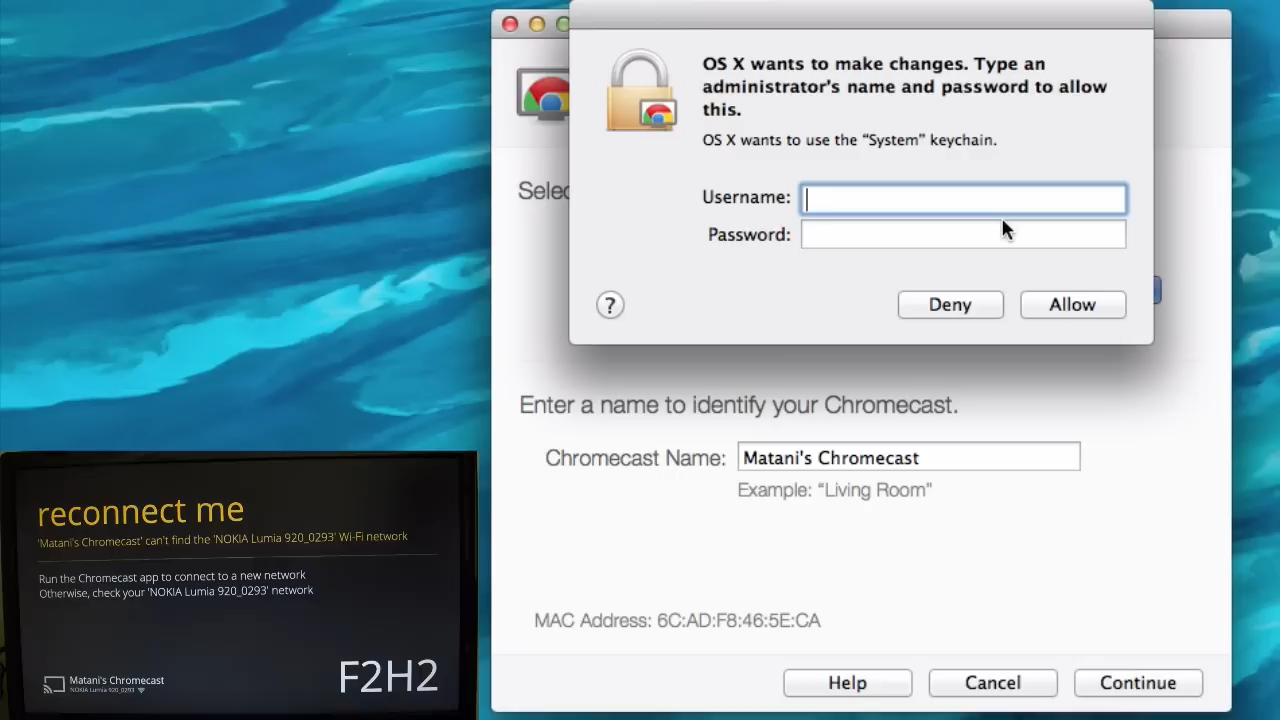 OS X wants to make changes. Type an
administrator's name and password to allow
this.
OS X wants to use the “System” keychain.
Username:
Password:
?
Deny
Allow
Selec
Enter a name to identify your Chromecast.
Chromecast Name: Matani's Chromecast
Example: “Living Room”
MAC Address: 6C:AD:F8:46:5E:CA
Help
Cancel
Continue
reconnect me
'Matani's Chromecast' can't find the 'NOKIA Lumia 920_0293' Wi-Fi network
Run the Chromecast app to connect to a new network
Otherwise, check your 'NOKIA Lumia 920_0293' network
Matani's Chromecast
NOKIA Lumia 920_0293
F2H2